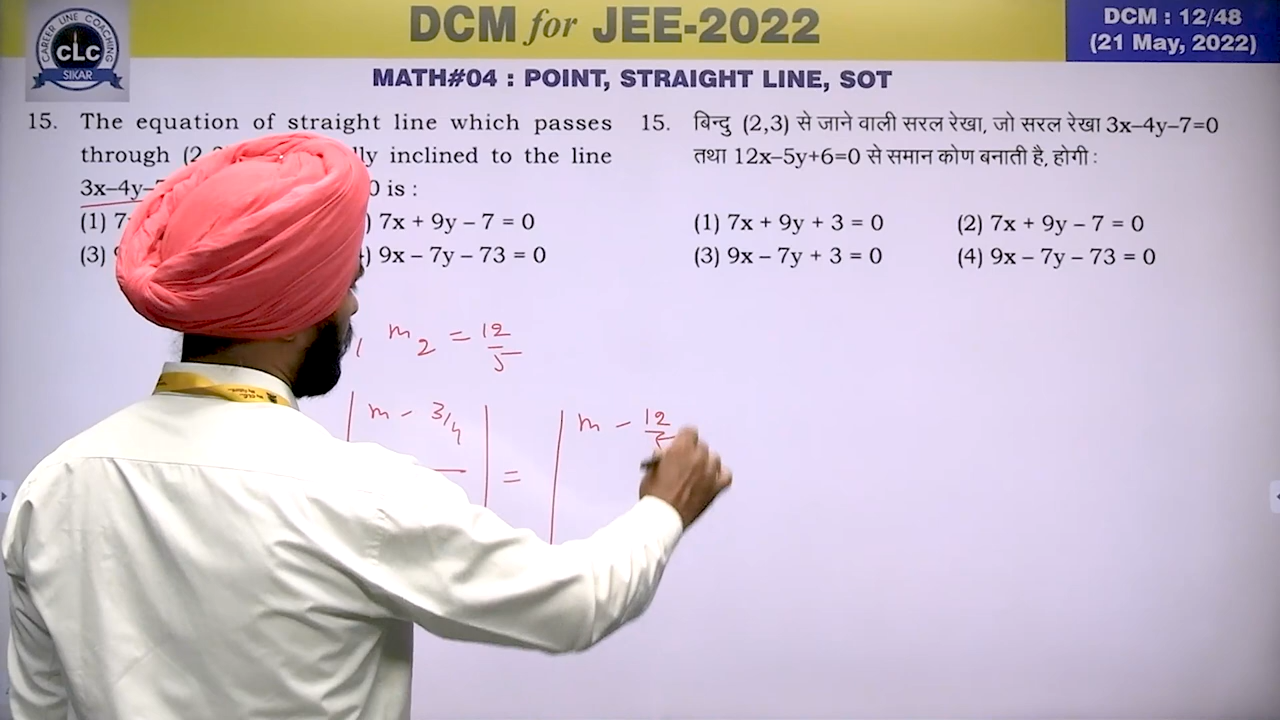 CAREER LINE COACHING
CLC
SIKAR
DCM for JEE-2022
DCM : 12/48
(21 May, 2022)
MATH#04 : POINT, STRAIGHT LINE, SOT
15. The equation of straight line which passes
through (2, inclined to the line
3x–4y– 0 is :
(1) 7 7x + 9y – 7 = 0
(3) 9x – 7y – 73 = 0
15. बिन्दु (2,3) से जाने वाली सरल रेखा, जो सरल रेखा 3x–4y–7=0
तथा 12x–5y+6=0 से समान कोण बनाती है, होगी :
(1) 7x + 9y + 3 = 0 (2) 7x + 9y – 7 = 0
(3) 9x – 7y + 3 = 0 (4) 9x – 7y – 73 = 0
, m₂ = 12/5
| m - 3/4 | = | m - 12/5